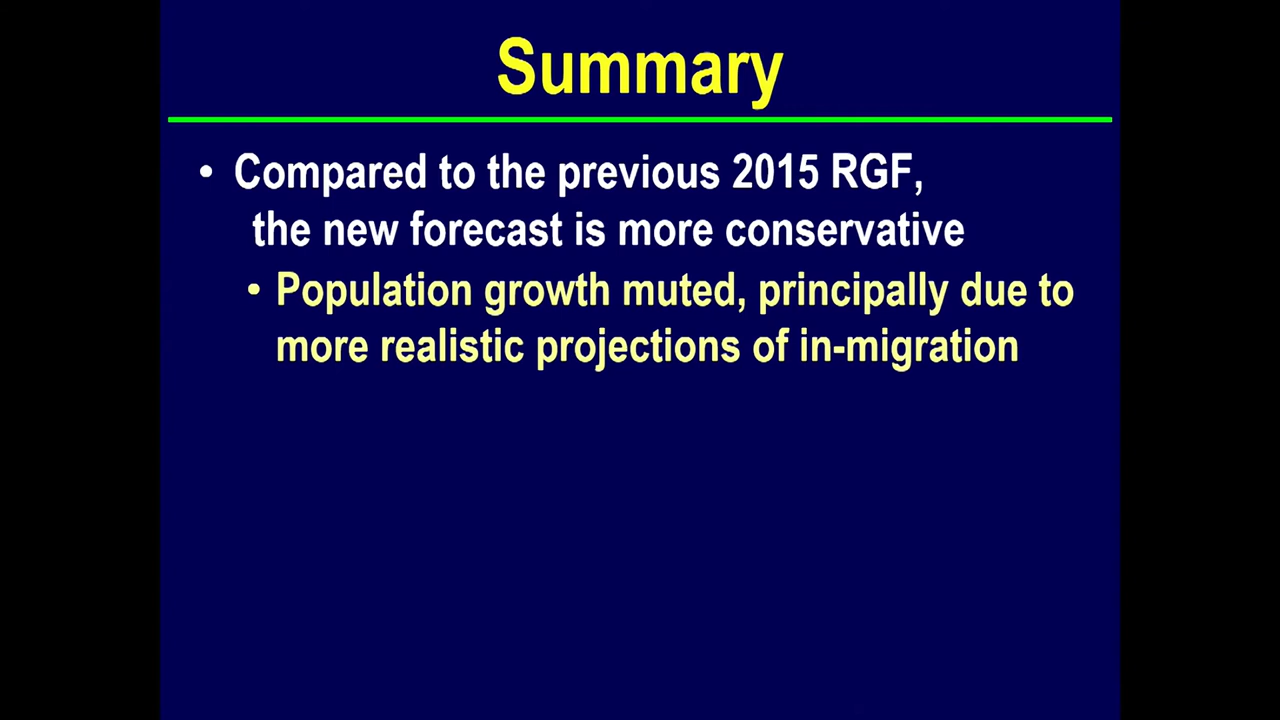 Summary
• Compared to the previous 2015 RGF,
the new forecast is more conservative
• Population growth muted, principally due to
more realistic projections of in-migration